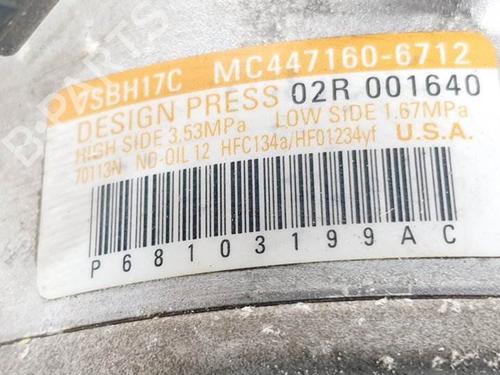 7SBH17C MC447160-6712
DESIGN PRESS 02R 001640
HIGH SIDE 3.53MPa LOW SIDE 1.67MPa
70113N ND-OIL 12 HFC134a/HFO1234yf U.S.A.
P68103199AC
B-PARTS